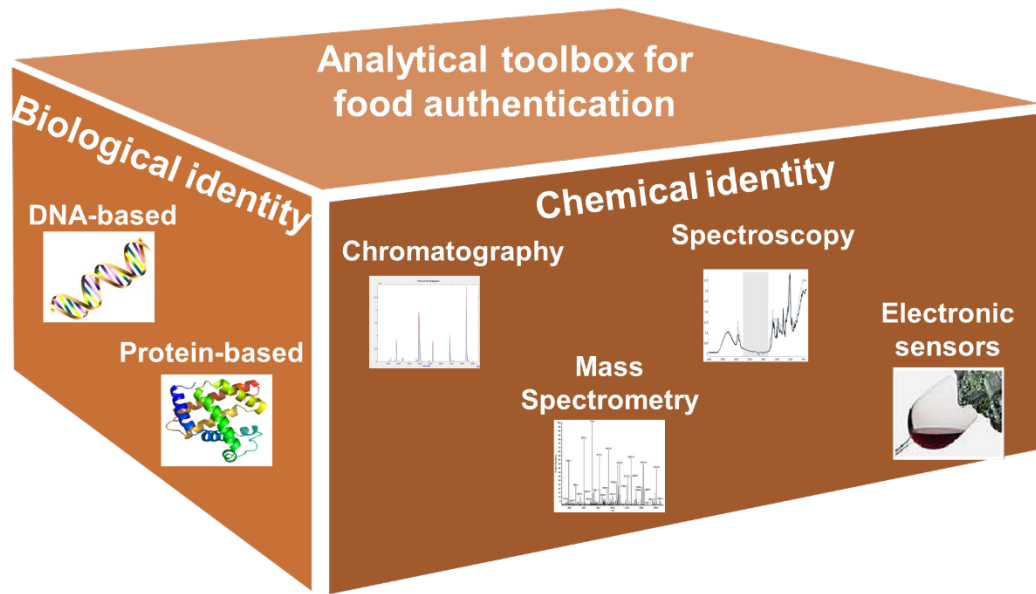 Analytical toolbox for
food authentication
Biological identity
DNA-based
Protein-based
Chemical identity
Chromatography
Spectroscopy
Mass
Spectrometry
Electronic
sensors